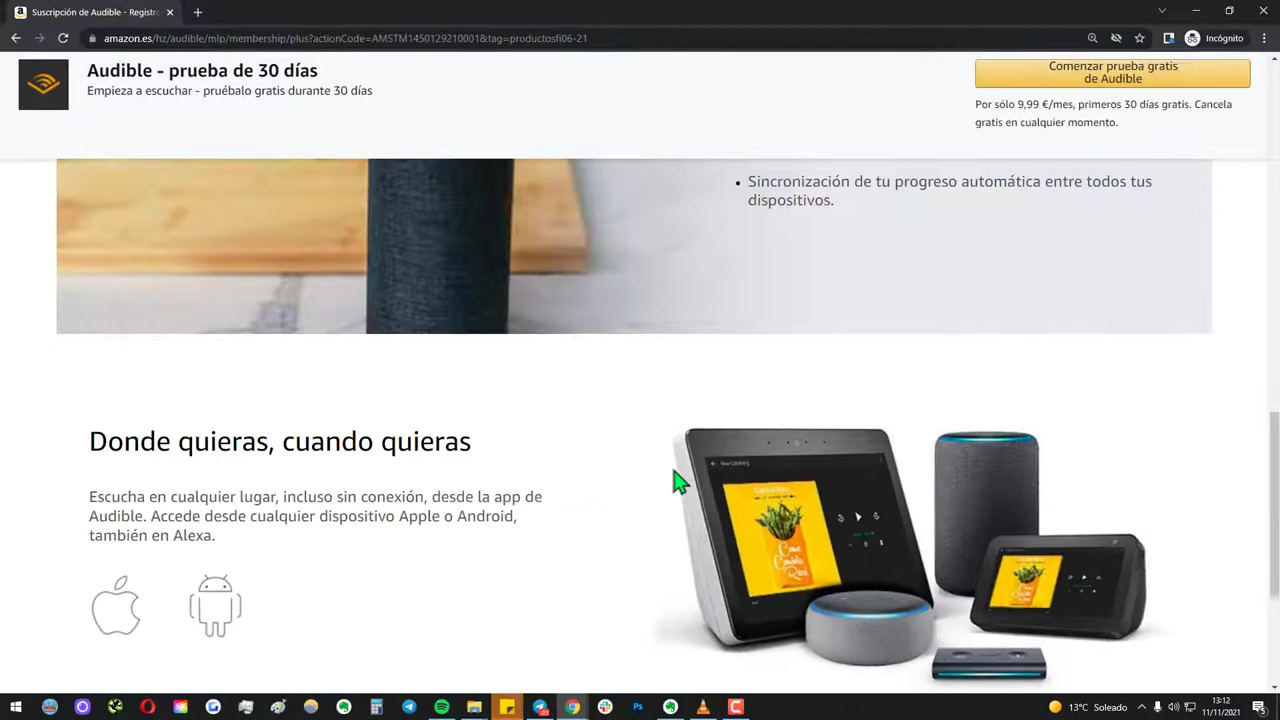 Suscripción de Audible - Registro
amazon.es/hz/audible/mlp/membership/plus?actionCode=AMSTM1450129210001&tag=productosfi06-21
Incógnito
Audible - prueba de 30 días
Empieza a escuchar - pruébalo gratis durante 30 días
Comenzar prueba gratis
de Audible
Por sólo 9,99 €/mes, primeros 30 días gratis. Cancela
gratis en cualquier momento.
• Sincronización de tu progreso automática entre todos tus
dispositivos.
Donde quieras, cuando quieras
Escucha en cualquier lugar, incluso sin conexión, desde la app de
Audible. Accede desde cualquier dispositivo Apple o Android,
también en Alexa.
Come
Comida
Real
13°C Soleado
13:12
11/11/2021